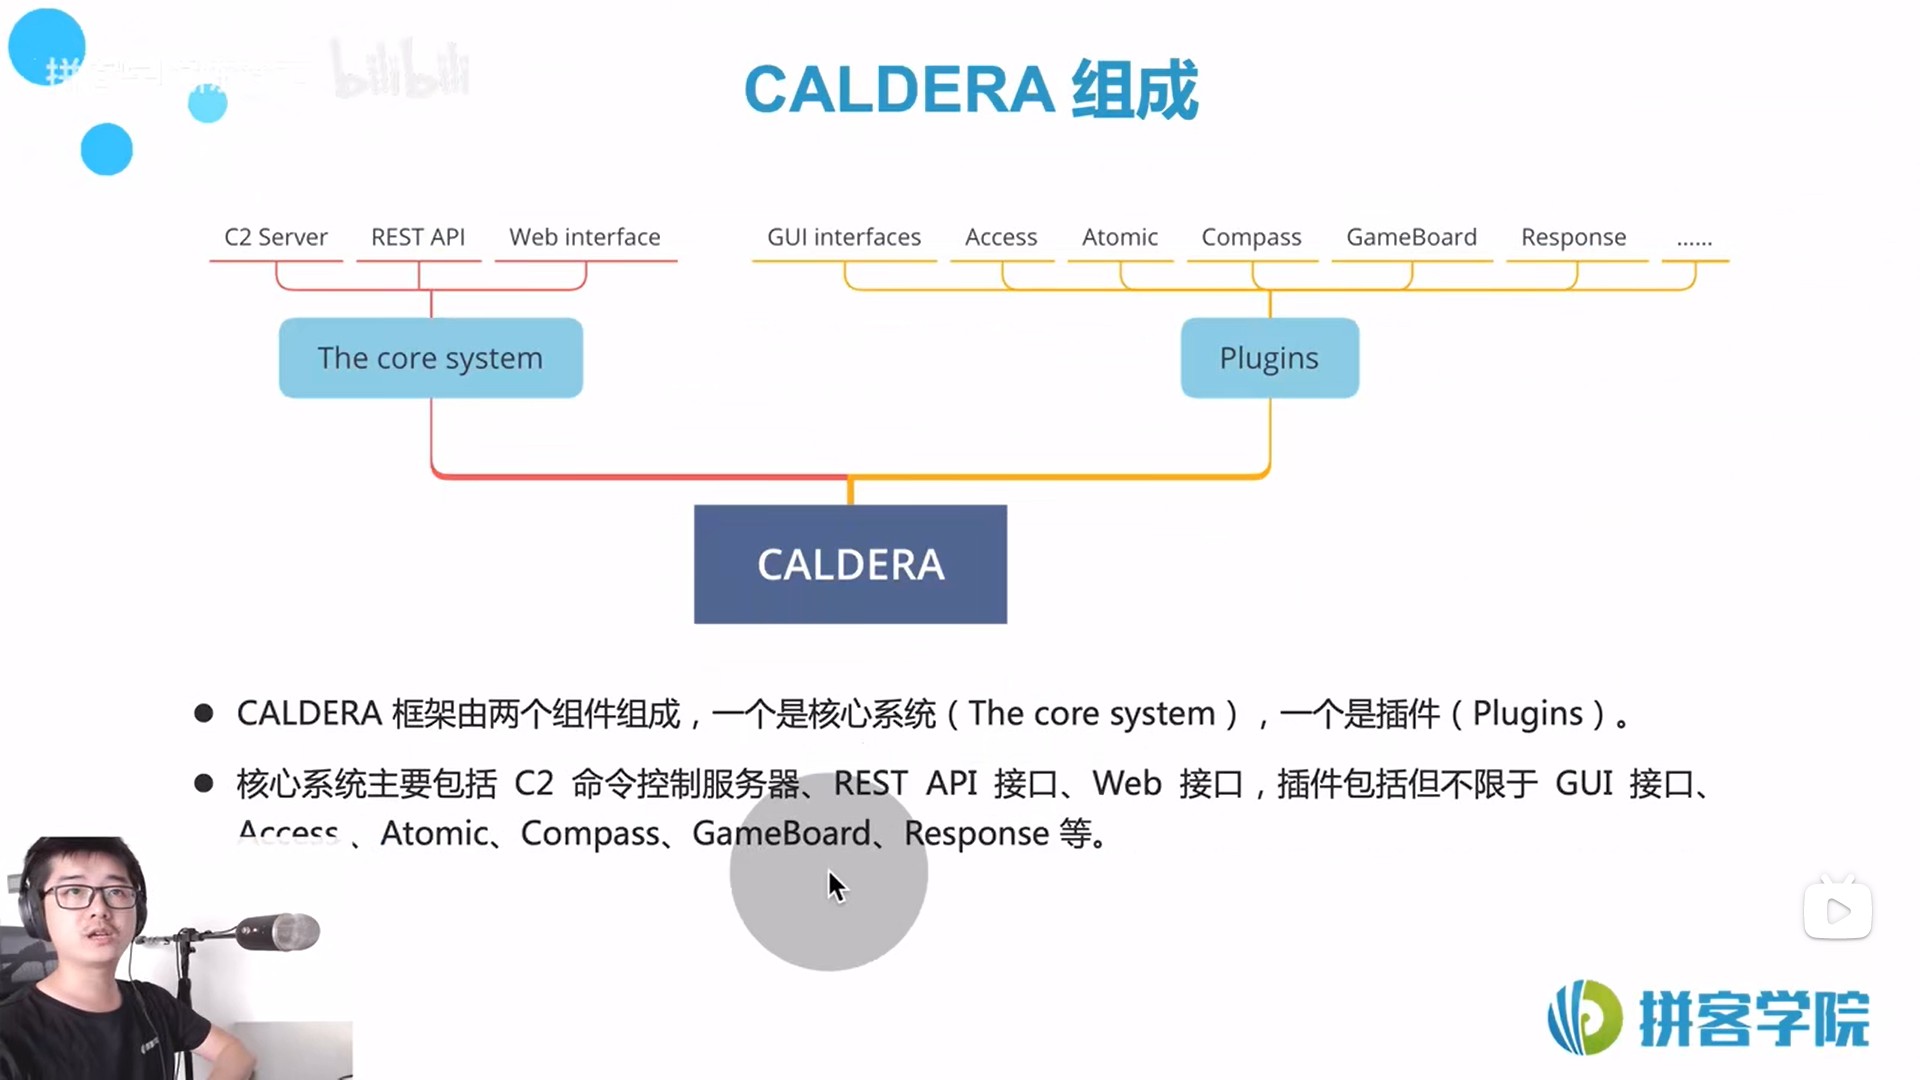 bilibili
CALDERA 组成
C2 Server REST API Web interface GUI interfaces Access Atomic Compass GameBoard Response ......
The core system Plugins
CALDERA
● CALDERA 框架由两个组件组成，一个是核心系统（The core system），一个是插件（Plugins）。
● 核心系统主要包括 C2 命令控制服务器、REST API 接口、Web 接口，插件包括但不限于 GUI 接口、
Access 、Atomic、Compass、GameBoard、Response 等。
拼客学院